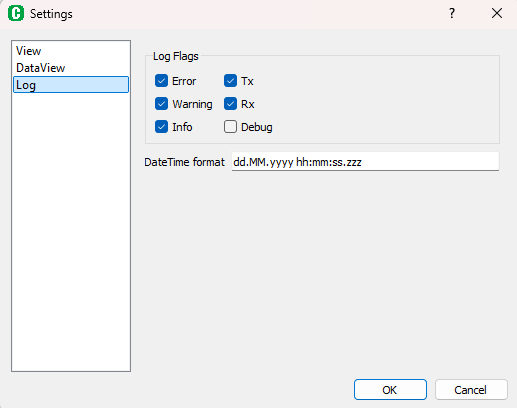 Settings
View
DataView
Log
Log Flags
Error Tx
Warning Rx
Info Debug
DateTime format dd.MM.yyyy hh:mm:ss.zzz
OK Cancel